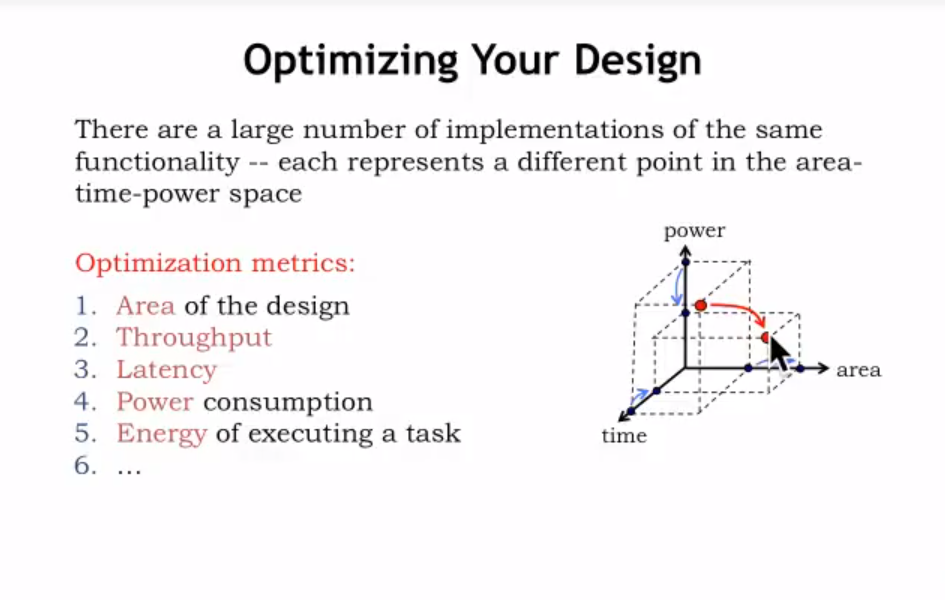 Optimizing Your Design
There are a large number of implementations of the same
functionality -- each represents a different point in the area-
time-power space
Optimization metrics:
1. Area of the design
2. Throughput
3. Latency
4. Power consumption
5. Energy of executing a task
6. ...
power
area
time